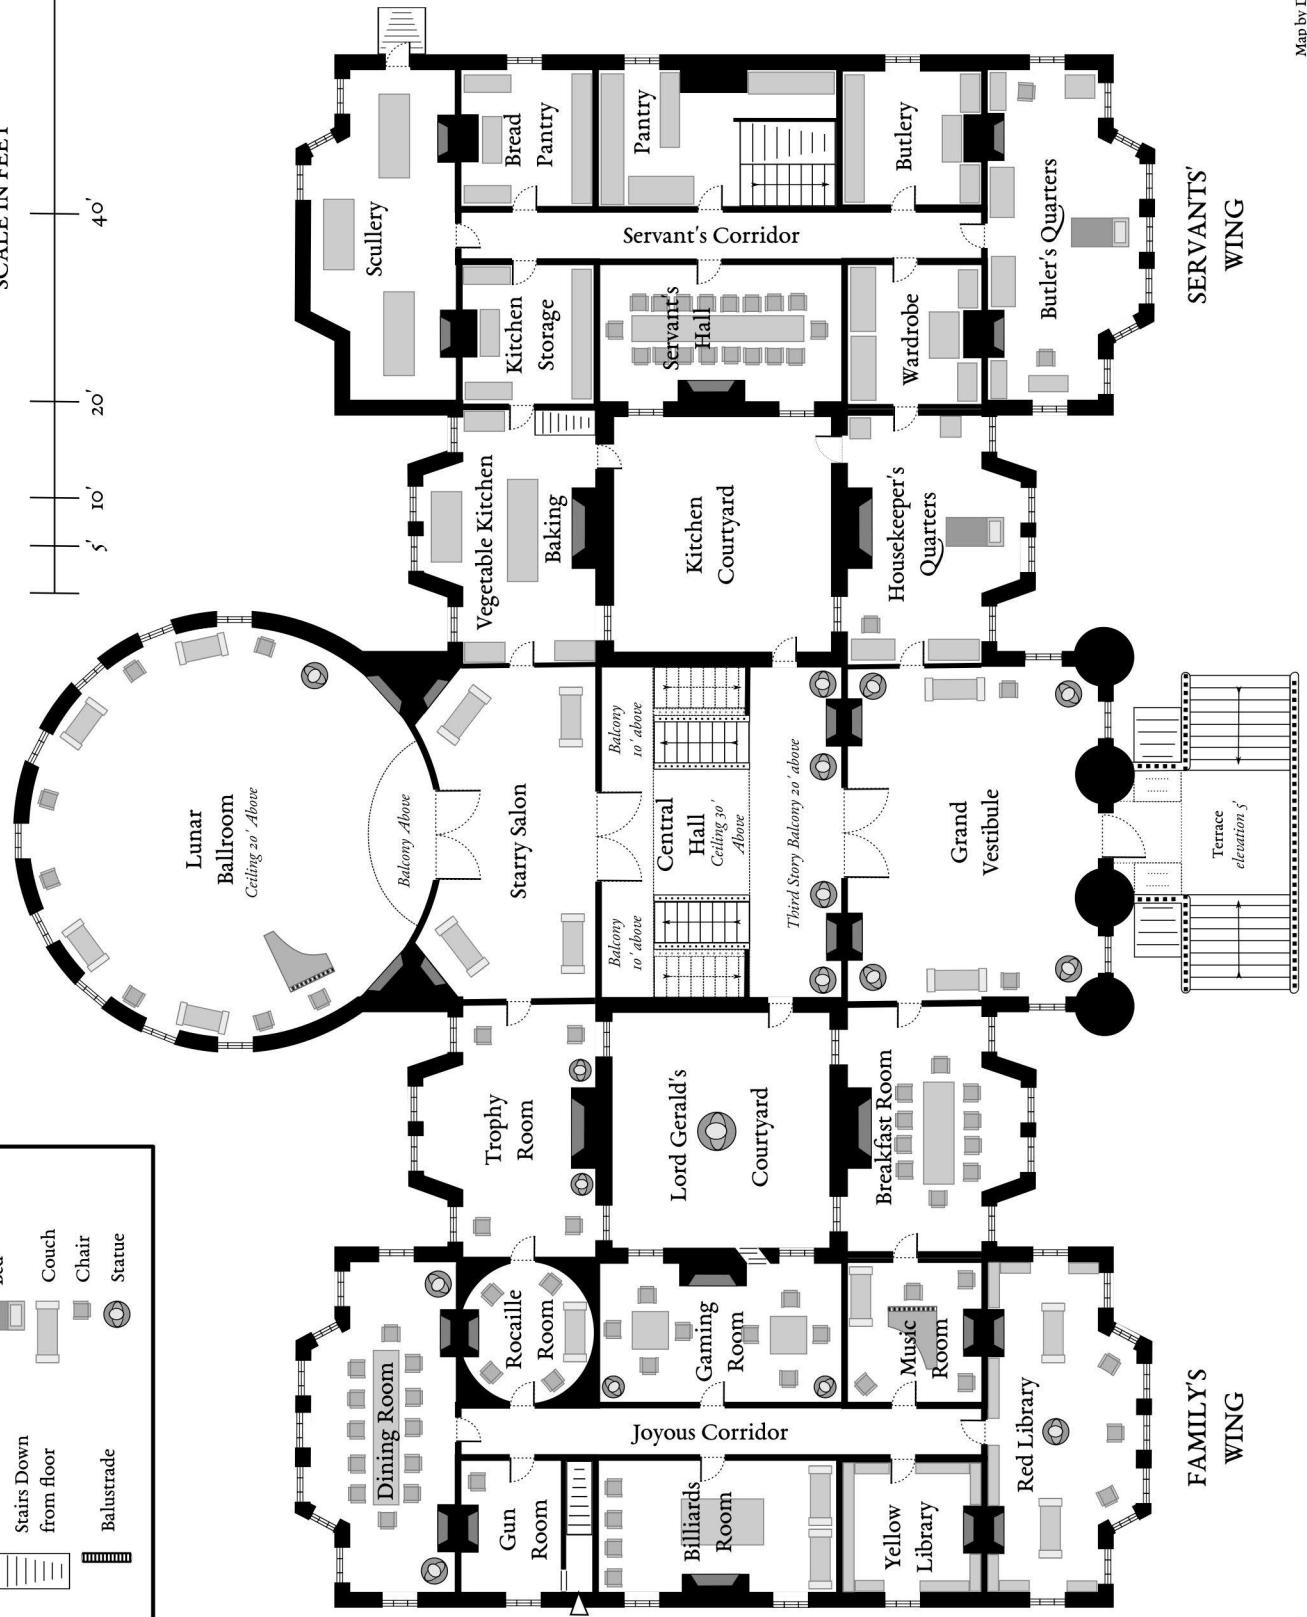 SCALE IN FEET
5'
10'
20'
40'
Stairs Down
from floor
Balustrade
Bed
Couch
Chair
Statue
Lunar
Ballroom
Ceiling 20' Above
Balcony Above
Starry Salon
Dining Room
Scullery
Gun
Room
Rocaille
Room
Trophy
Room
Vegetable Kitchen
Baking
Kitchen
Storage
Bread
Pantry
Joyous Corridor
Servant's Corridor
Billiards
Room
Gaming
Room
Lord Gerald's
Courtyard
Balcony
10' above
Central
Hall
Ceiling 30'
Above
Balcony
10' above
Third Story Balcony 20' above
Kitchen
Courtyard
Servant's
Hall
Pantry
Yellow
Library
Music
Room
Breakfast Room
Grand
Vestibule
Housekeeper's
Quarters
Wardrobe
Butlery
Red Library
Butler's Quarters
Terrace
elevation 5'
FAMILY'S
WING
SERVANTS'
WING
Map by